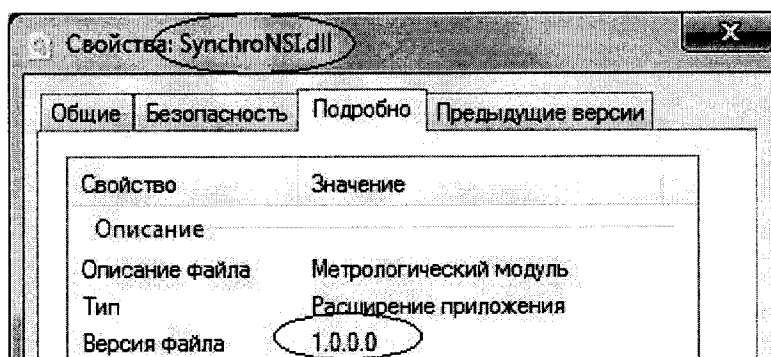 Свойства: SynchroNSI.dll
Общие Безопасность Подробно Предыдущие версии
Свойство Значение
Описание
Описание файла Метрологический модуль
Тип Расширение приложения
Версия файла 1.0.0.0